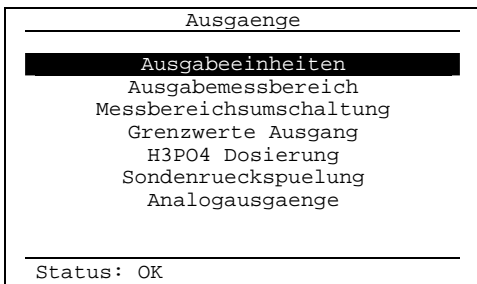 Ausgaenge
Ausgabeeinheiten
Ausgabemessbereich
Messbereichsumschaltung
Grenzwerte Ausgang
H3PO4 Dosierung
Sondenrueckspuelung
Analogausgaenge
Status: OK